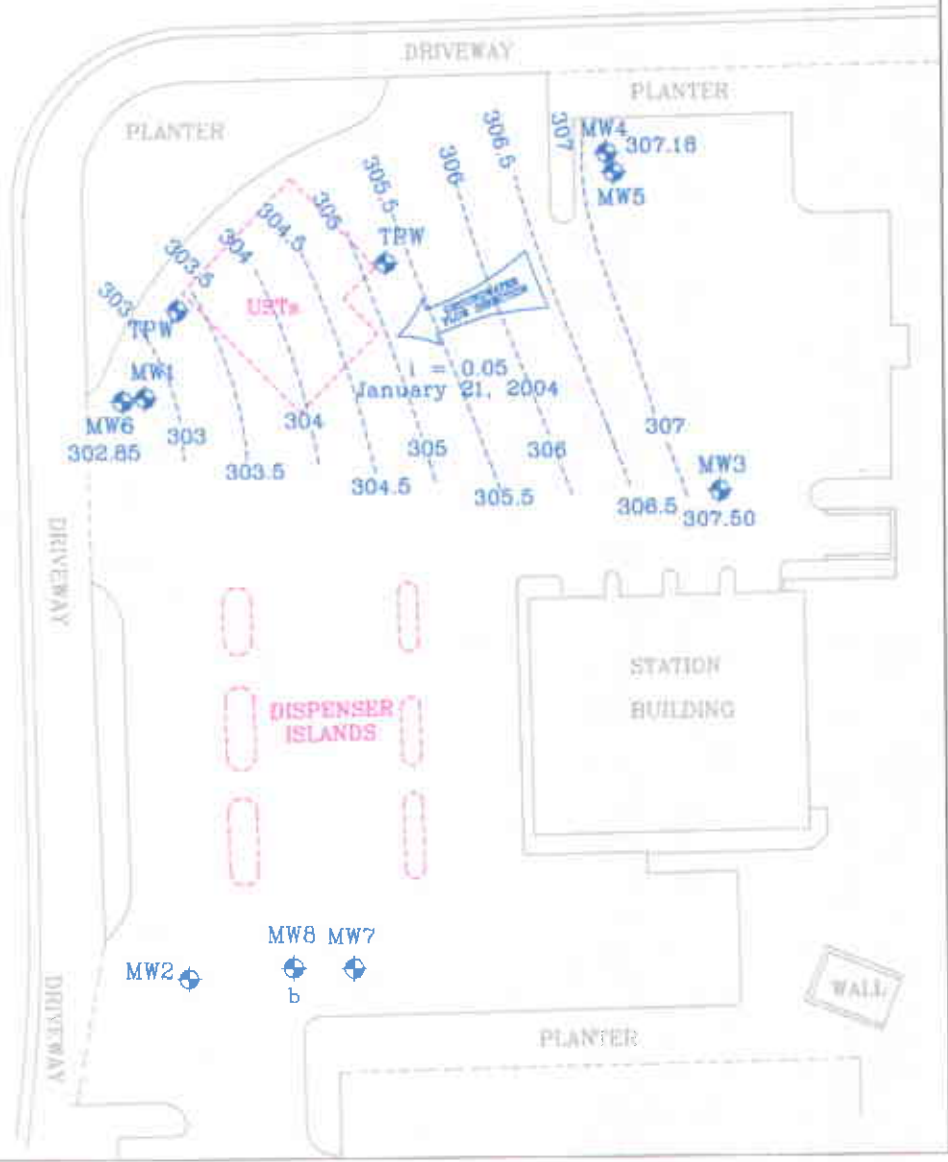 DRIVEWAY
PLANTER
PLANTER
307
306.5
306
305.5
305
304.5
304
303.5
303
MW4
307.18
MW5
TPW
TPW
USTs
GROUNDWATER
FLOW DIRECTION
i = 0.05
January 21, 2004
MW1
MW6
302.85
303
303.5
304
304.5
305
305.5
306
306.5
307
MW3
307.50
DRIVEWAY
STATION
BUILDING
DISPENSER
ISLANDS
MW2
MW8
b
MW7
DRIVEWAY
WALL
PLANTER